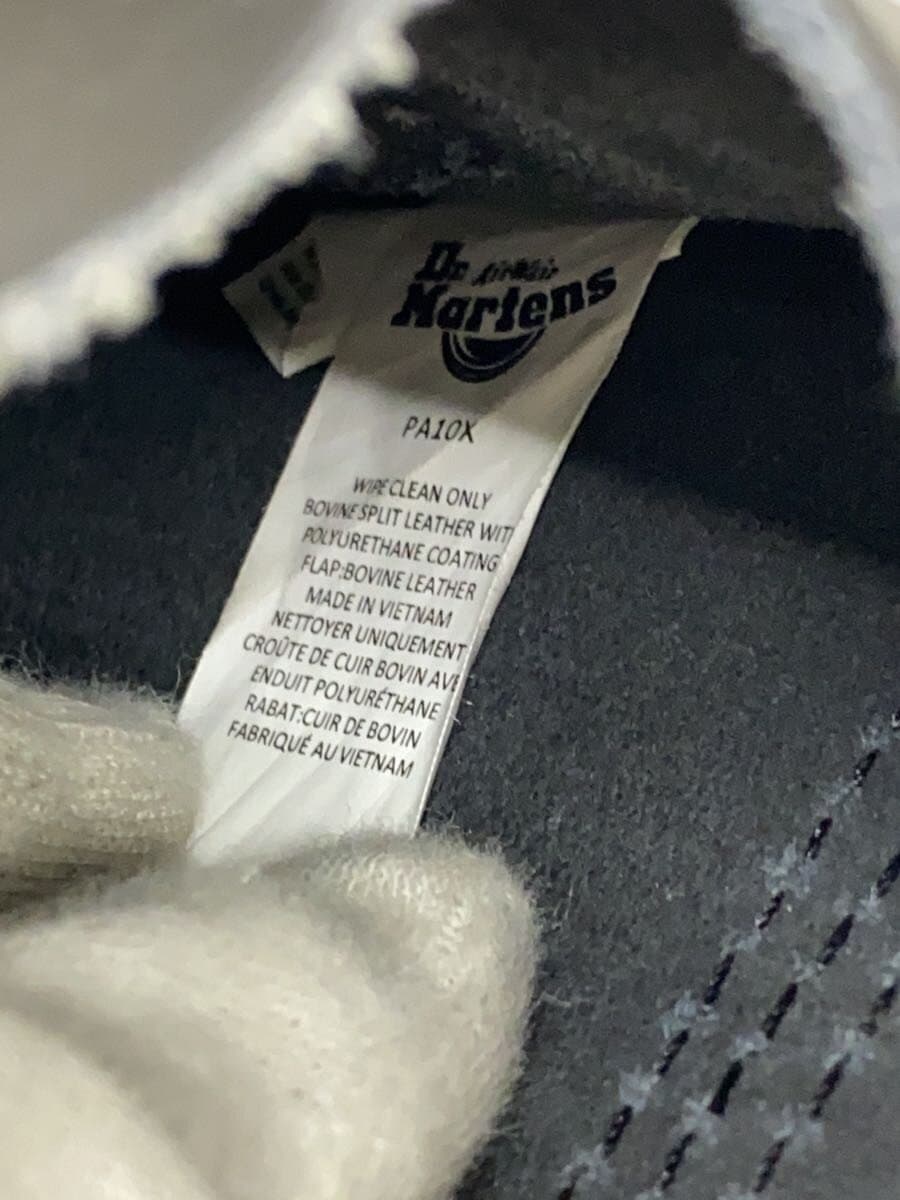 Dr. AirWair
Martens
PA10X
WIPE CLEAN ONLY
BOVINE SPLIT LEATHER WIT
POLYURETHANE COATING
FLAP:BOVINE LEATHER
MADE IN VIETNAM
NETTOYER UNIQUEMENT
CROÛTE DE CUIR BOVIN AVE
ENDUIT POLYURÉTHANE
RABAT:CUIR DE BOVIN
FABRIQUÉ AU VIETNAM